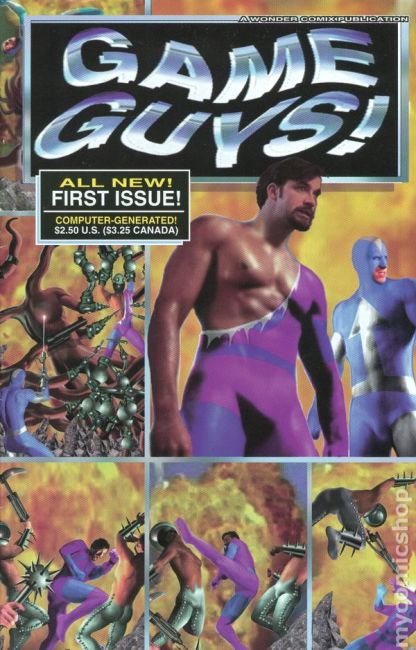 A WONDER COMIX PUBLICATION
GAME
GUYS!
ALL NEW!
FIRST ISSUE!
COMPUTER-GENERATED!
$2.50 U.S. ($3.25 CANADA)
mycomicshop